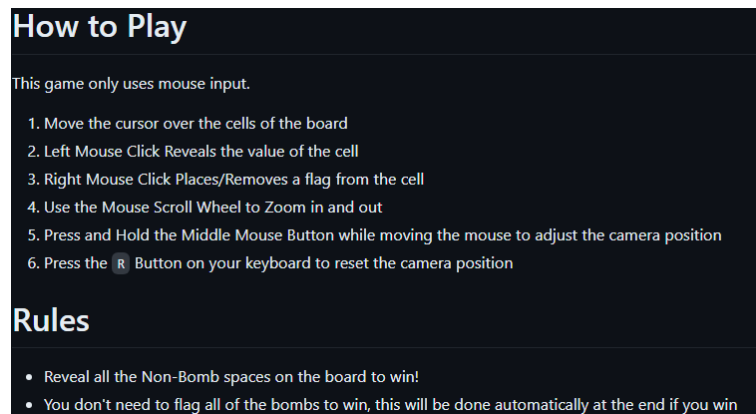 How to Play
This game only uses mouse input.
1. Move the cursor over the cells of the board
2. Left Mouse Click Reveals the value of the cell
3. Right Mouse Click Places/Removes a flag from the cell
4. Use the Mouse Scroll Wheel to Zoom in and out
5. Press and Hold the Middle Mouse Button while moving the mouse to adjust the camera position
6. Press the R Button on your keyboard to reset the camera position
Rules
• Reveal all the Non-Bomb spaces on the board to win!
• You don't need to flag all of the bombs to win, this will be done automatically at the end if you win